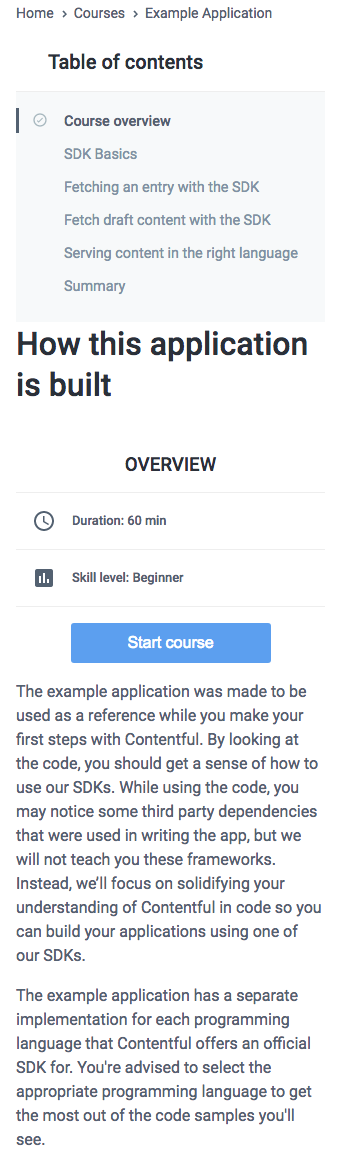 Home > Courses > Example Application
Table of contents
Course overview
SDK Basics
Fetching an entry with the SDK
Fetch draft content with the SDK
Serving content in the right language
Summary
How this application
is built
OVERVIEW
Duration: 60 min
Skill level: Beginner
Start course
The example application was made to be
used as a reference while you make your
first steps with Contentful. By looking at
the code, you should get a sense of how to
use our SDKs. While using the code, you
may notice some third party dependencies
that were used in writing the app, but we
will not teach you these frameworks.
Instead, we’ll focus on solidifying your
understanding of Contentful in code so you
can build your applications using one of
our SDKs.
The example application has a separate
implementation for each programming
language that Contentful offers an official
SDK for. You're advised to select the
appropriate programming language to get
the most out of the code samples you'll
see.